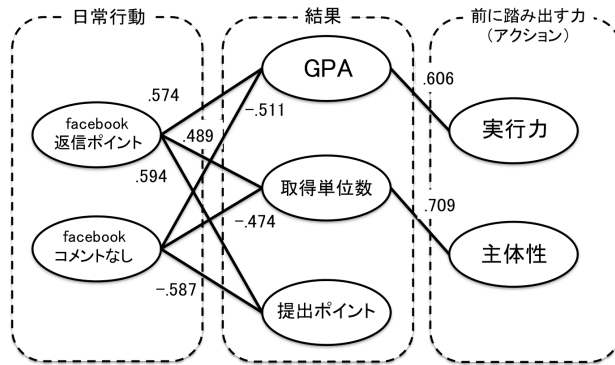 日常行動
結果
前に踏み出す力
（アクション）
GPA
.574
-.511
.606
facebook
返信ポイント
.489
実行力
.594
取得単位数
.709
facebook
コメントなし
-.474
主体性
-.587
提出ポイント